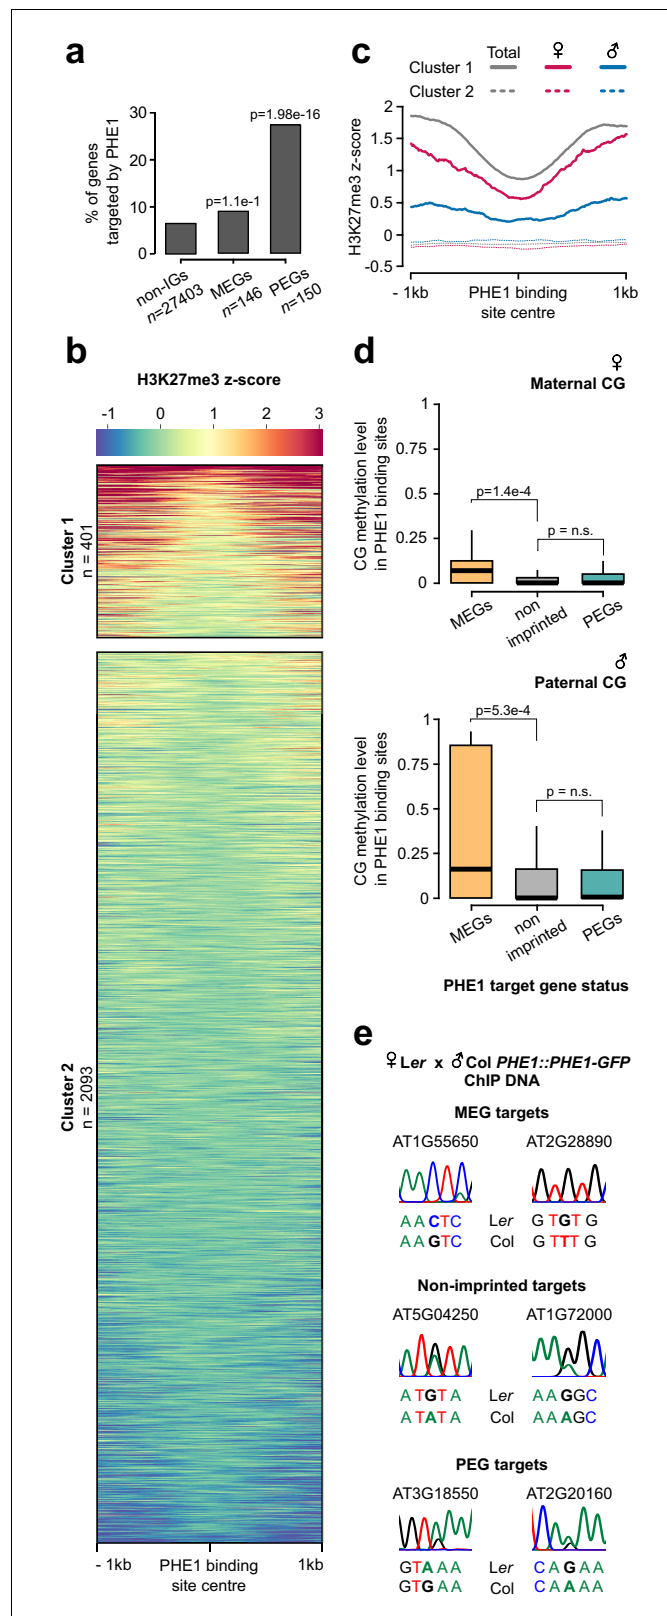 a
% of genes
targeted by PHE1
30
20
10
0
p=1.98e-16
p=1.1e-1
non-IGs
n=27403
MEGs
n=146
PEGs
n=150
c
Total ♀ ♂
Cluster 1
Cluster 2
H3K27me3 z-score
2
1.5
1
0.5
0
-0.5
- 1kb PHE1 binding 1kb
site centre
b
H3K27me3 z-score
-1 0 1 2 3
Cluster 1
n = 401
Cluster 2
n = 2093
- 1kb PHE1 binding 1kb
site centre
d
♀
Maternal CG
CG methylation level
in PHE1 binding sites
1
0.75
0.5
0.25
0
p=1.4e-4
p = n.s.
MEGs
non
imprinted
PEGs
♂
Paternal CG
CG methylation level
in PHE1 binding sites
1
0.75
0.5
0.25
0
p=5.3e-4
p = n.s.
MEGs
non
imprinted
PEGs
PHE1 target gene status
e
♀ Ler x ♂ Col PHE1::PHE1-GFP
ChIP DNA
MEG targets
AT1G55650 AT2G28890
A A C T C Ler G T G T G
A A G T C Col G T T T G
Non-imprinted targets
AT5G04250 AT1G72000
A T G T A Ler A A G G C
A T A T A Col A A A G C
PEG targets
AT3G18550 AT2G20160
G T A A A Ler C A G A A
G T G A A Col C A A A A